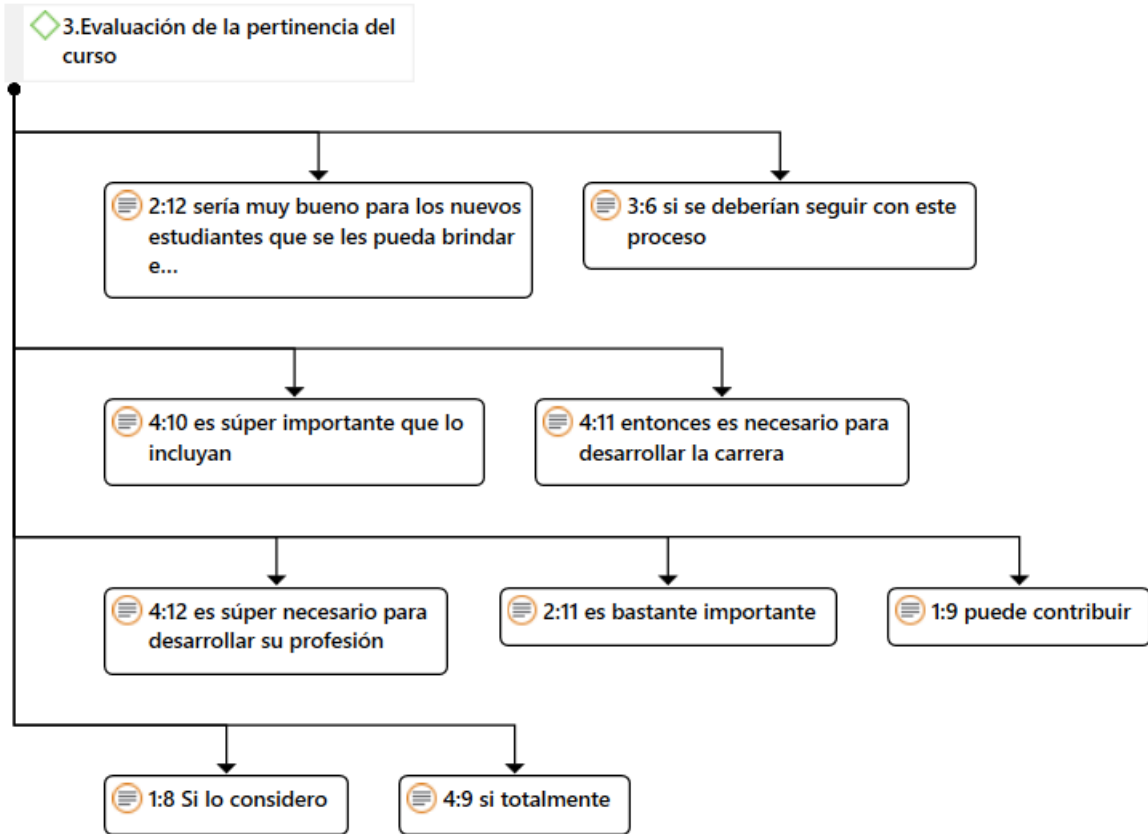 3.Evaluación de la pertinencia del
curso
2:12 sería muy bueno para los nuevos
estudiantes que se les pueda brindar
e...
3:6 si se deberían seguir con este
proceso
4:10 es súper importante que lo
incluyan
4:11 entonces es necesario para
desarrollar la carrera
4:12 es súper necesario para
desarrollar su profesión
2:11 es bastante importante
1:9 puede contribuir
1:8 Si lo considero
4:9 si totalmente